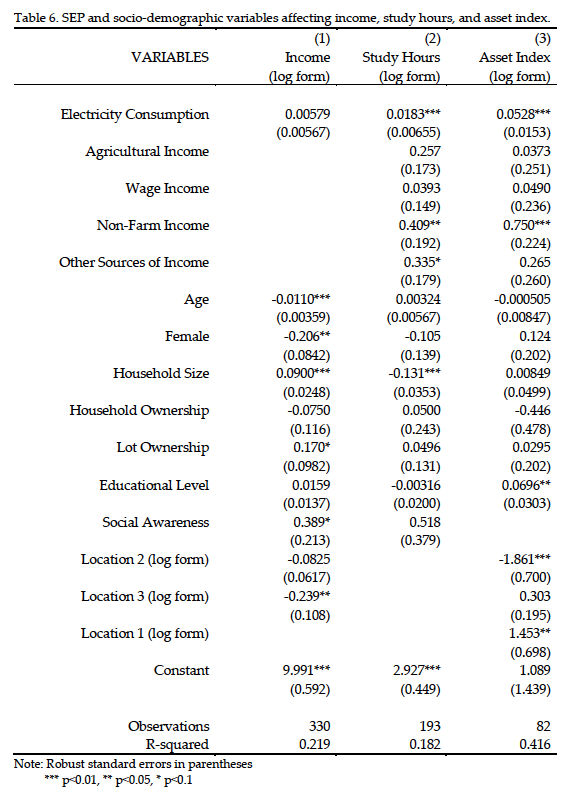 Table 6. SEP and socio-demographic variables affecting income, study hours, and asset index.
(1) (2) (3)
VARIABLES Income Study Hours Asset Index
(log form) (log form) (log form)
Electricity Consumption 0.00579 0.0183*** 0.0528***
(0.00567) (0.00655) (0.0153)
Agricultural Income 0.257 0.0373
(0.173) (0.251)
Wage Income 0.0393 0.0490
(0.149) (0.236)
Non-Farm Income 0.409** 0.750***
(0.192) (0.224)
Other Sources of Income 0.335* 0.265
(0.179) (0.260)
Age -0.0110*** 0.00324 -0.000505
(0.00359) (0.00567) (0.00847)
Female -0.206** -0.105 0.124
(0.0842) (0.139) (0.202)
Household Size 0.0900*** -0.131*** 0.00849
(0.0248) (0.0353) (0.0499)
Household Ownership -0.0750 0.0500 -0.446
(0.116) (0.243) (0.478)
Lot Ownership 0.170* 0.0496 0.0295
(0.0982) (0.131) (0.202)
Educational Level 0.0159 -0.00316 0.0696**
(0.0137) (0.0200) (0.0303)
Social Awareness 0.389* 0.518
(0.213) (0.379)
Location 2 (log form) -0.0825 -1.861***
(0.0617) (0.700)
Location 3 (log form) -0.239** 0.303
(0.108) (0.195)
Location 1 (log form) 1.453**
(0.698)
Constant 9.991*** 2.927*** 1.089
(0.592) (0.449) (1.439)
Observations 330 193 82
R-squared 0.219 0.182 0.416
Note: Robust standard errors in parentheses
*** p<0.01, ** p<0.05, * p<0.1